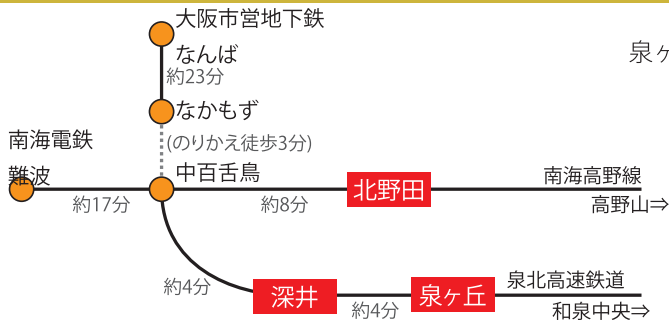 大阪市営地下鉄
なんば
泉ヶ
約23分
なかもず
(のりかえ徒歩3分)
南海電鉄
難波
中百舌鳥
北野田
南海高野線
約17分
約8分
高野山⇒
約4分
深井
約4分
泉ヶ丘
泉北高速鉄道
和泉中央⇒